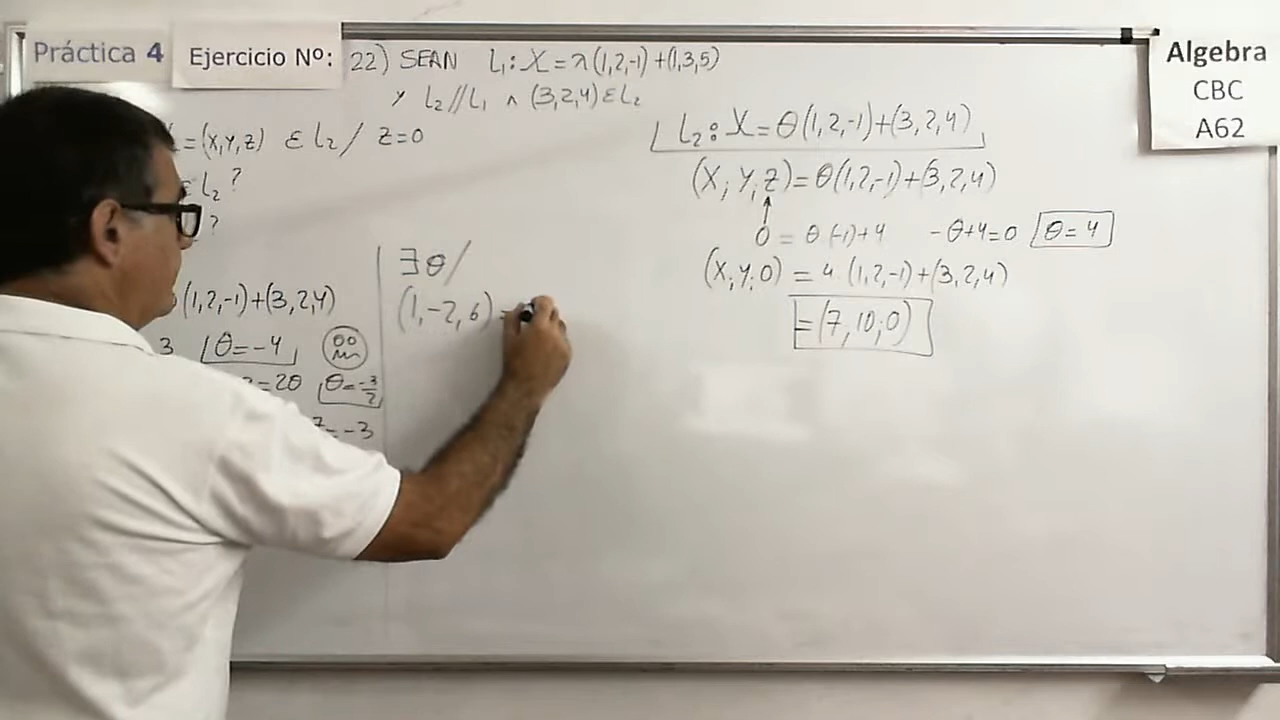 Práctica 4
Ejercicio Nº:
22) SEAN L₁: X = λ(1,2,-1)+(1,3,5)
Y L₂//L₁ ∧ (3,2,4) ε L₂
=(X,Y,Z) ε L₂ / Z=0
ε L₂ ?
?
(1,2,-1)+(3,2,4)
3 θ=-4
2=2θ θ=-3/2
=-3
∃ θ/
(1,-2,6) =
L₂: X=θ(1,2,-1)+(3,2,4)
(X,Y,Z)=θ(1,2,-1)+(3,2,4)
0 = θ(-1)+4 -θ+4=0 θ=4
(X,Y,0) = 4 (1,2,-1)+(3,2,4)
=(7,10,0)
Algebra
CBC
A62